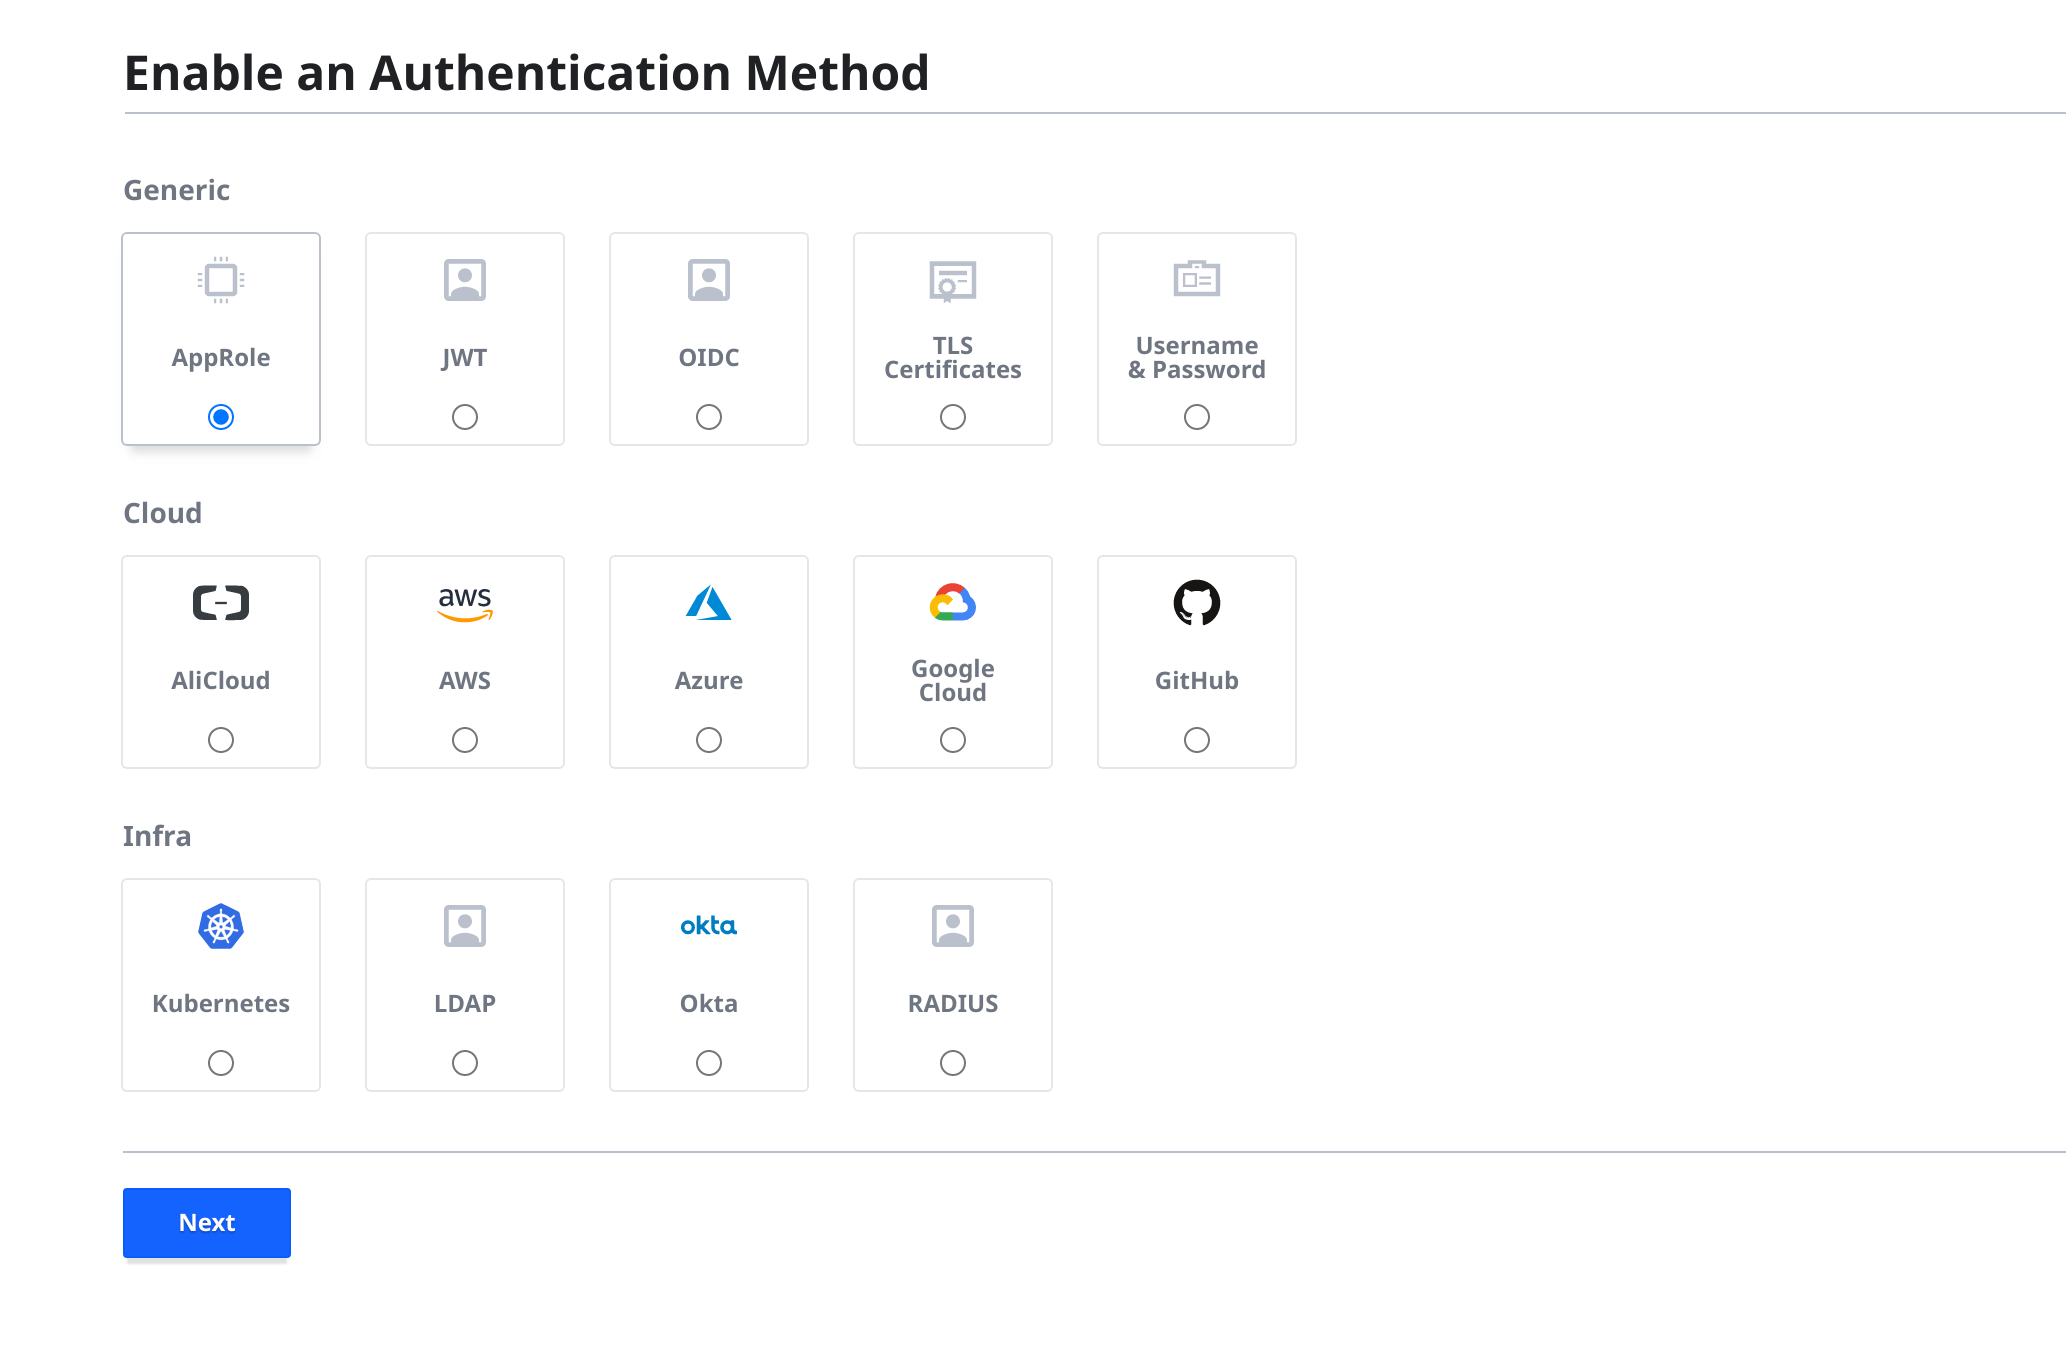 Enable an Authentication Method
Generic
AppRole
JWT
OIDC
TLS
Certificates
Username
& Password
Cloud
aws
AliCloud
AWS
Azure
Google
Cloud
GitHub
Infra
okta
Kubernetes
LDAP
Okta
RADIUS
Next